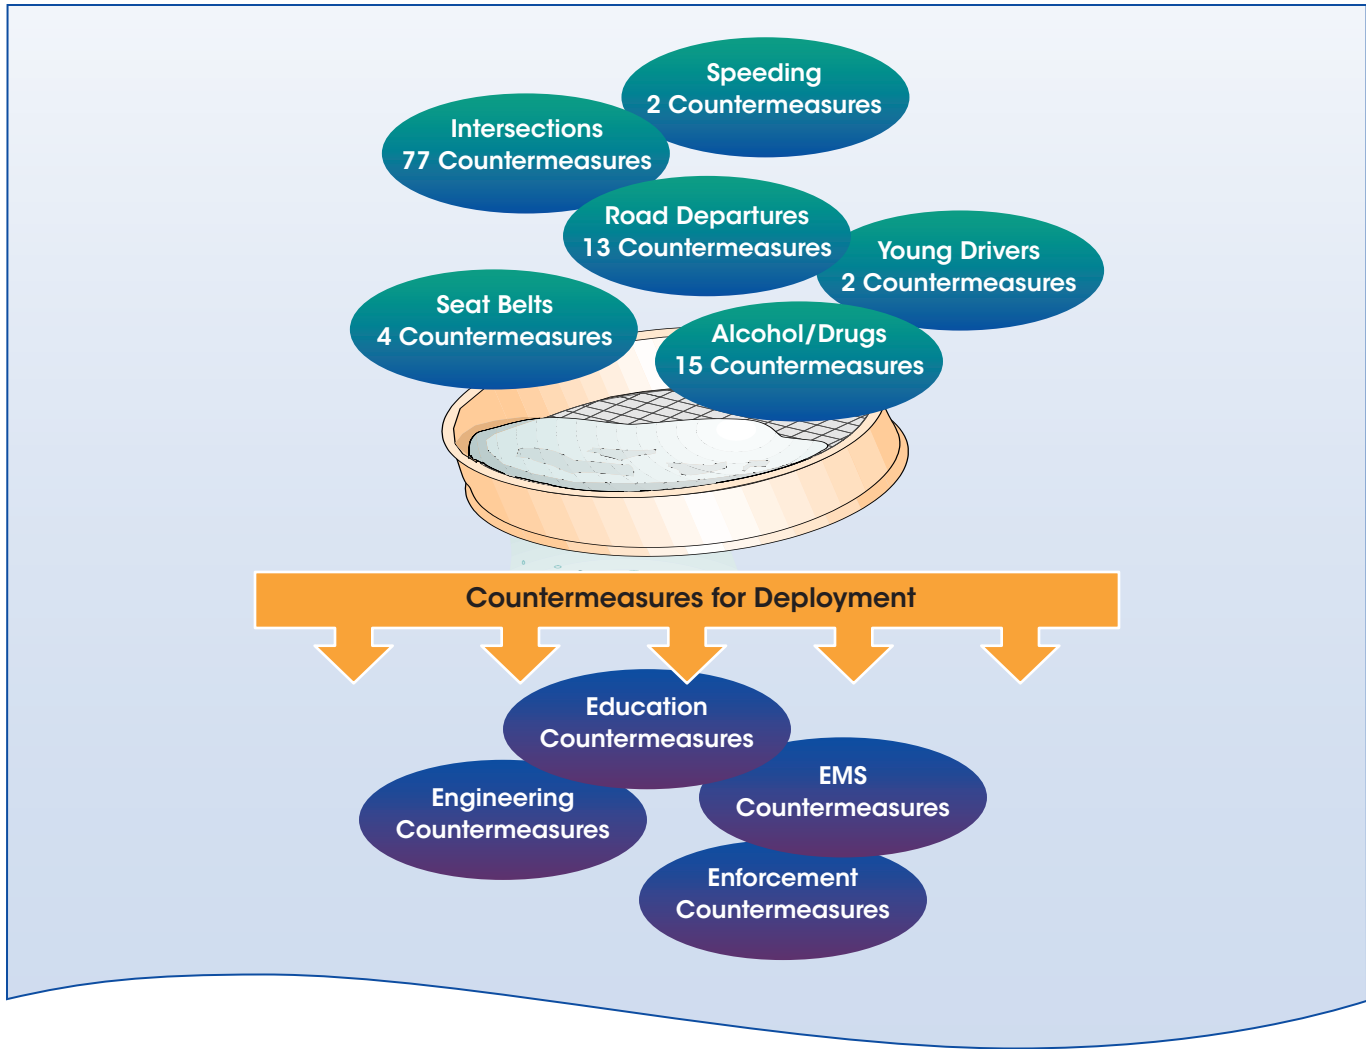 Speeding
2 Countermeasures
Intersections
77 Countermeasures
Road Departures
13 Countermeasures
Young Drivers
2 Countermeasures
Seat Belts
4 Countermeasures
Alcohol/Drugs
15 Countermeasures
Countermeasures for Deployment
Education
Countermeasures
EMS
Countermeasures
Engineering
Countermeasures
Enforcement
Countermeasures